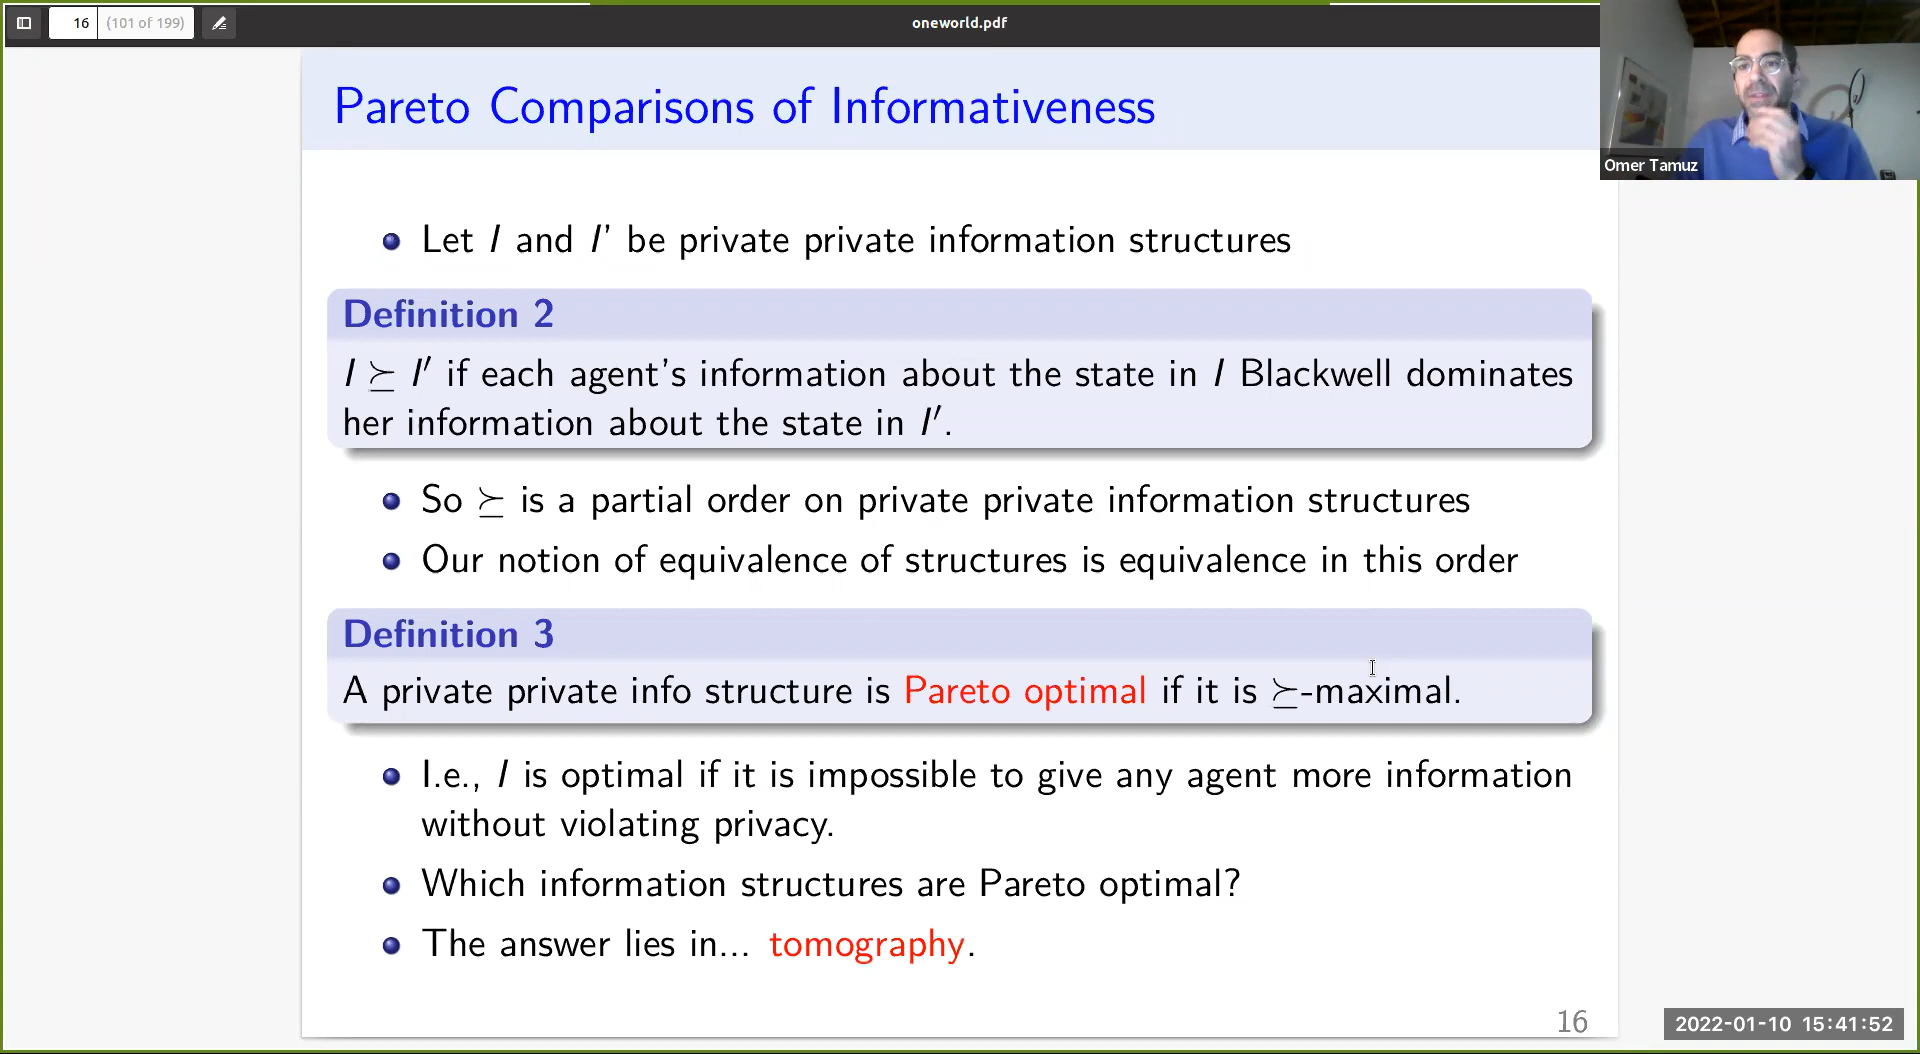 16 (101 of 199)
oneworld.pdf
Pareto Comparisons of Informativeness
Omer Tamuz
Let I and I' be private private information structures
Definition 2
I ⪰ I′ if each agent's information about the state in I Blackwell dominates
her information about the state in I′.
So ⪰ is a partial order on private private information structures
Our notion of equivalence of structures is equivalence in this order
Definition 3
A private private info structure is Pareto optimal if it is ⪰-maximal.
I.e., I is optimal if it is impossible to give any agent more information
without violating privacy.
Which information structures are Pareto optimal?
The answer lies in... tomography.
16
2022-01-10 15:41:52